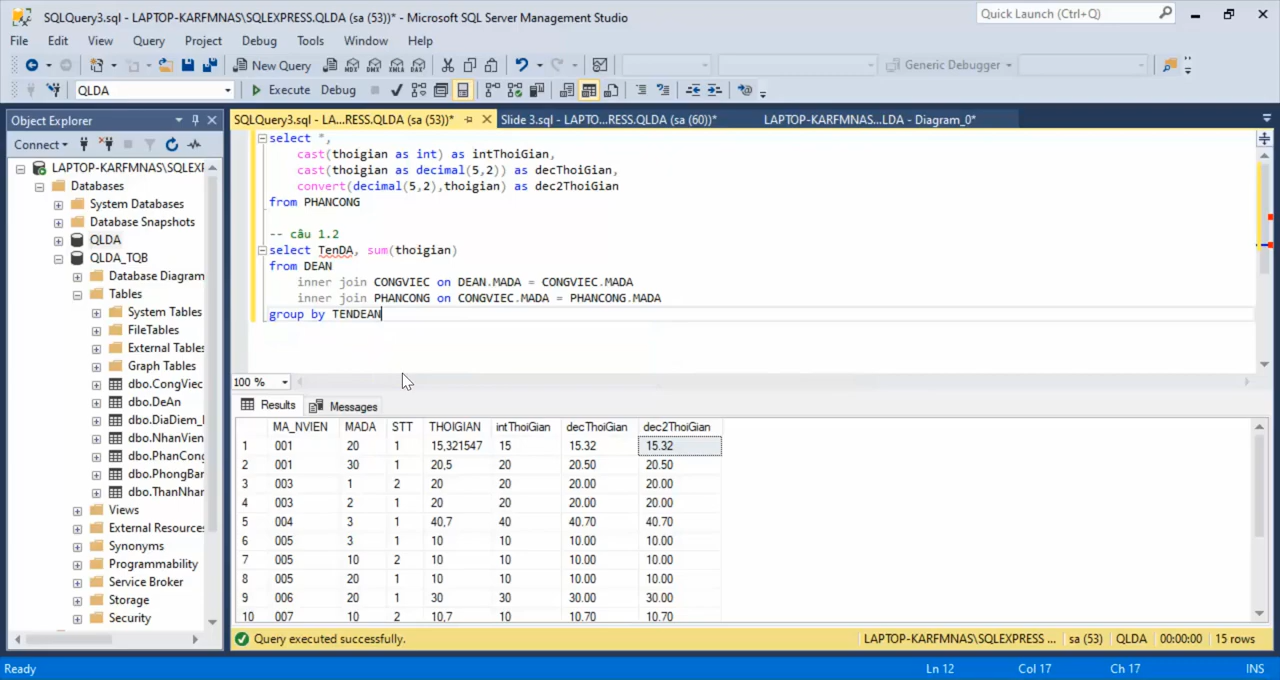 SQLQuery3.sql - LAPTOP-KARFMNAS\SQLEXPRESS.QLDA (sa (53))* - Microsoft SQL Server Management Studio
Quick Launch (Ctrl+Q)
File Edit View Query Project Debug Tools Window Help
New Query
Generic Debugger
QLDA
Execute Debug
Object Explorer
SQLQuery3.sql - LA...RESS.QLDA (sa (53))*
Slide 3.sql - LAPTO...RESS.QLDA (sa (60))*
LAPTOP-KARFMNAS...LDA - Diagram_0*
Connect
LAPTOP-KARFMNAS\SQLEXF
Databases
System Databases
Database Snapshots
QLDA
QLDA_TQB
Database Diagram
Tables
System Tables
FileTables
External Tables
Graph Tables
dbo.CongViec
dbo.DeAn
dbo.DiaDiem_
dbo.NhanVien
dbo.PhanCong
dbo.PhongBan
dbo.ThanNhar
Views
External Resources
Synonyms
Programmability
Service Broker
Storage
Security
select *,
cast(thoigian as int) as intThoiGian,
cast(thoigian as decimal(5,2)) as decThoiGian,
convert(decimal(5,2),thoigian) as dec2ThoiGian
from PHANCONG
-- câu 1.2
select TenDA, sum(thoigian)
from DEAN
inner join CONGVIEC on DEAN.MADA = CONGVIEC.MADA
inner join PHANCONG on CONGVIEC.MADA = PHANCONG.MADA
group by TENDEAN
100 %
Results Messages
MA_NVIEN MADA STT THOIGIAN intThoiGian decThoiGian dec2ThoiGian
1 001 20 1 15,321547 15 15.32 15.32
2 001 30 1 20,5 20 20.50 20.50
3 003 1 2 20 20 20.00 20.00
4 003 2 1 20 20 20.00 20.00
5 004 3 1 40,7 40 40.70 40.70
6 005 3 1 10 10 10.00 10.00
7 005 10 2 10 10 10.00 10.00
8 005 20 1 10 10 10.00 10.00
9 006 20 1 30 30 30.00 30.00
10 007 10 2 10,7 10 10.70 10.70
Query executed successfully.
LAPTOP-KARFMNAS\SQLEXPRESS ... sa (53) QLDA 00:00:00 15 rows
Ready Ln 12 Col 17 Ch 17 INS